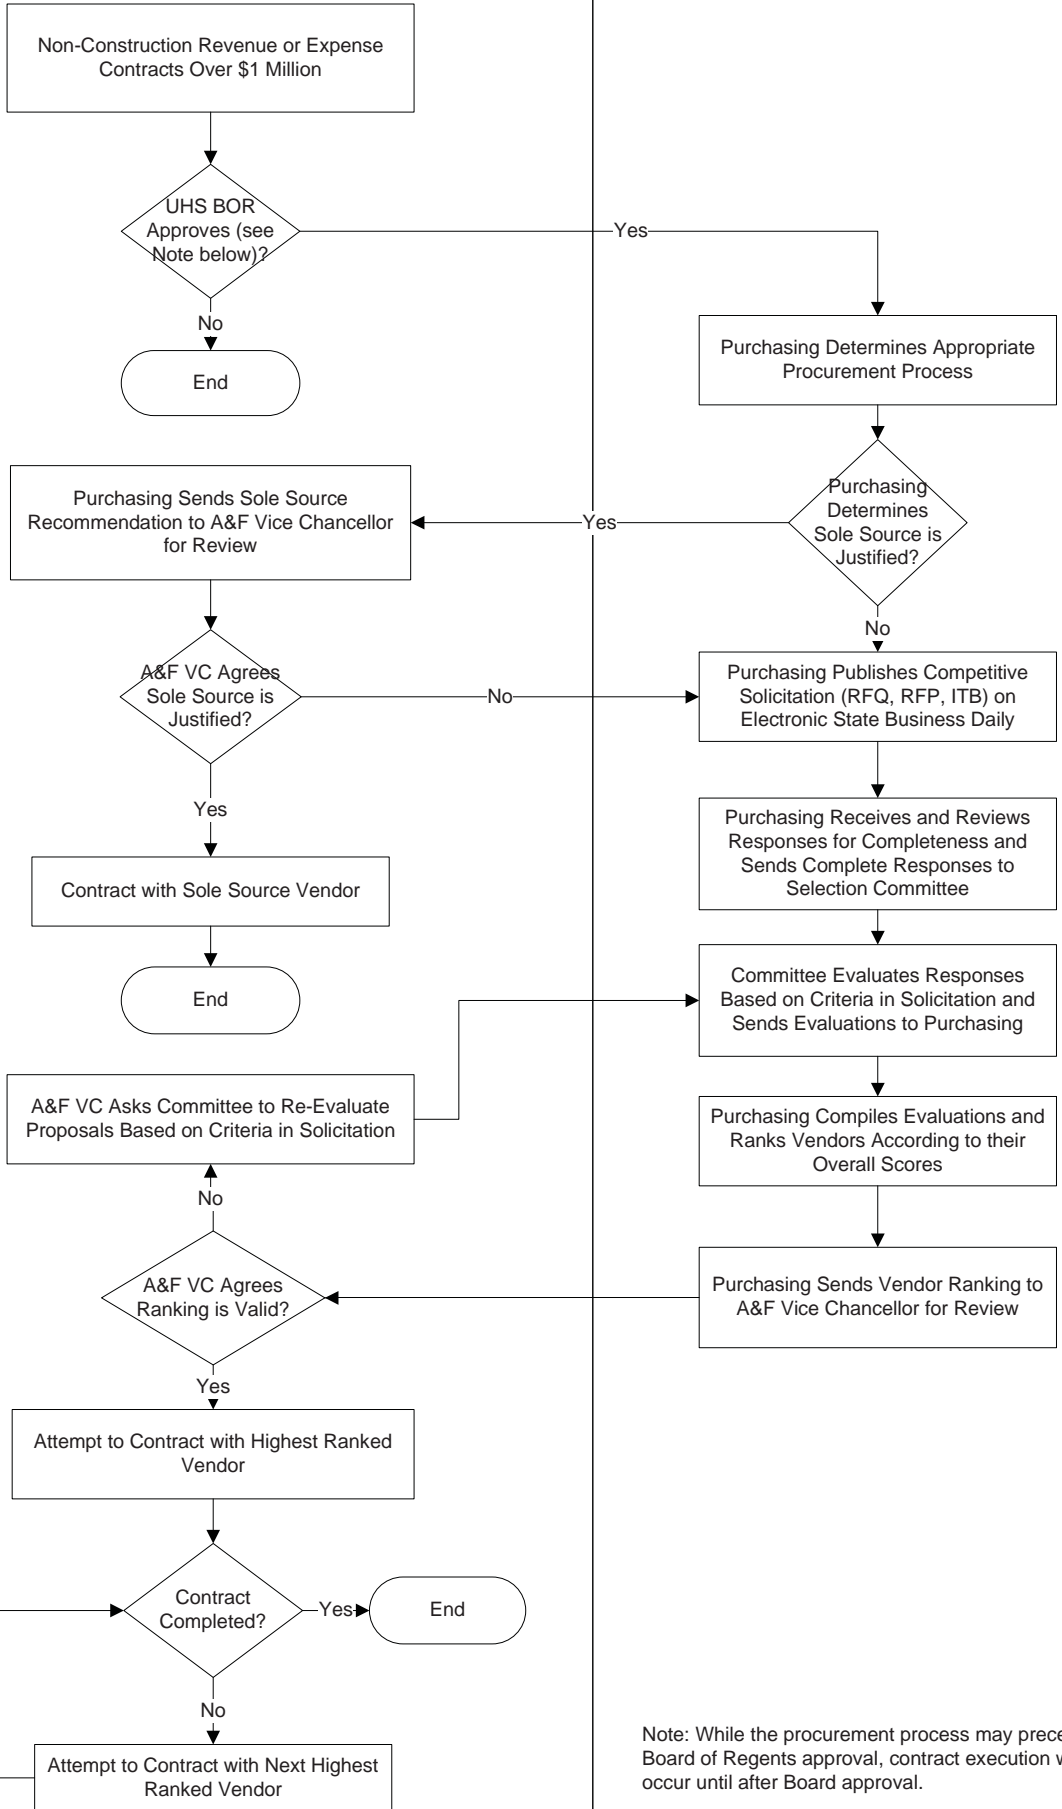 Non-Construction Revenue or Expense
Contracts Over $1 Million
UHS BOR
Approves (see
Note below)?
Yes
No
End
Purchasing Determines Appropriate
Procurement Process
Purchasing
Determines
Sole Source is
Justified?
Yes
Purchasing Sends Sole Source
Recommendation to A&F Vice Chancellor
for Review
No
A&F VC Agrees
Sole Source is
Justified?
No
Purchasing Publishes Competitive
Solicitation (RFQ, RFP, ITB) on
Electronic State Business Daily
Yes
Contract with Sole Source Vendor
End
Purchasing Receives and Reviews
Responses for Completeness and
Sends Complete Responses to
Selection Committee
Committee Evaluates Responses
Based on Criteria in Solicitation and
Sends Evaluations to Purchasing
A&F VC Asks Committee to Re-Evaluate
Proposals Based on Criteria in Solicitation
Purchasing Compiles Evaluations and
Ranks Vendors According to their
Overall Scores
No
A&F VC Agrees
Ranking is Valid?
Purchasing Sends Vendor Ranking to
A&F Vice Chancellor for Review
Yes
Attempt to Contract with Highest Ranked
Vendor
Contract
Completed?
Yes
End
No
Attempt to Contract with Next Highest
Ranked Vendor
Note: While the procurement process may
Board of Regents approval, contract execution
occur until after Board approval.